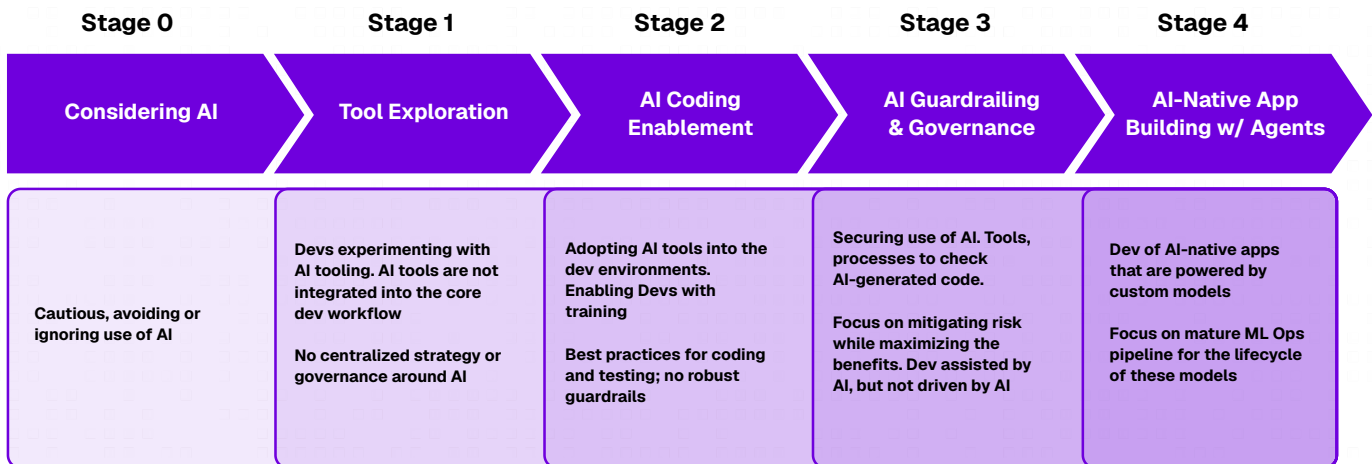 Stage 0
Stage 1
Stage 2
Stage 3
Stage 4
Considering AI
Tool Exploration
AI Coding
Enablement
AI Guardrailing
& Governance
AI-Native App
Building w/ Agents
Cautious, avoiding or
ignoring use of AI
Devs experimenting with
AI tooling. AI tools are not
integrated into the core
dev workflow
No centralized strategy or
governance around AI
Adopting AI tools into the
dev environments.
Enabling Devs with
training
Best practices for coding
and testing; no robust
guardrails
Securing use of AI. Tools,
processes to check
AI-generated code.
Focus on mitigating risk
while maximizing the
benefits. Dev assisted by
AI, but not driven by AI
Dev of AI-native apps
that are powered by
custom models
Focus on mature ML Ops
pipeline for the lifecycle
of these models